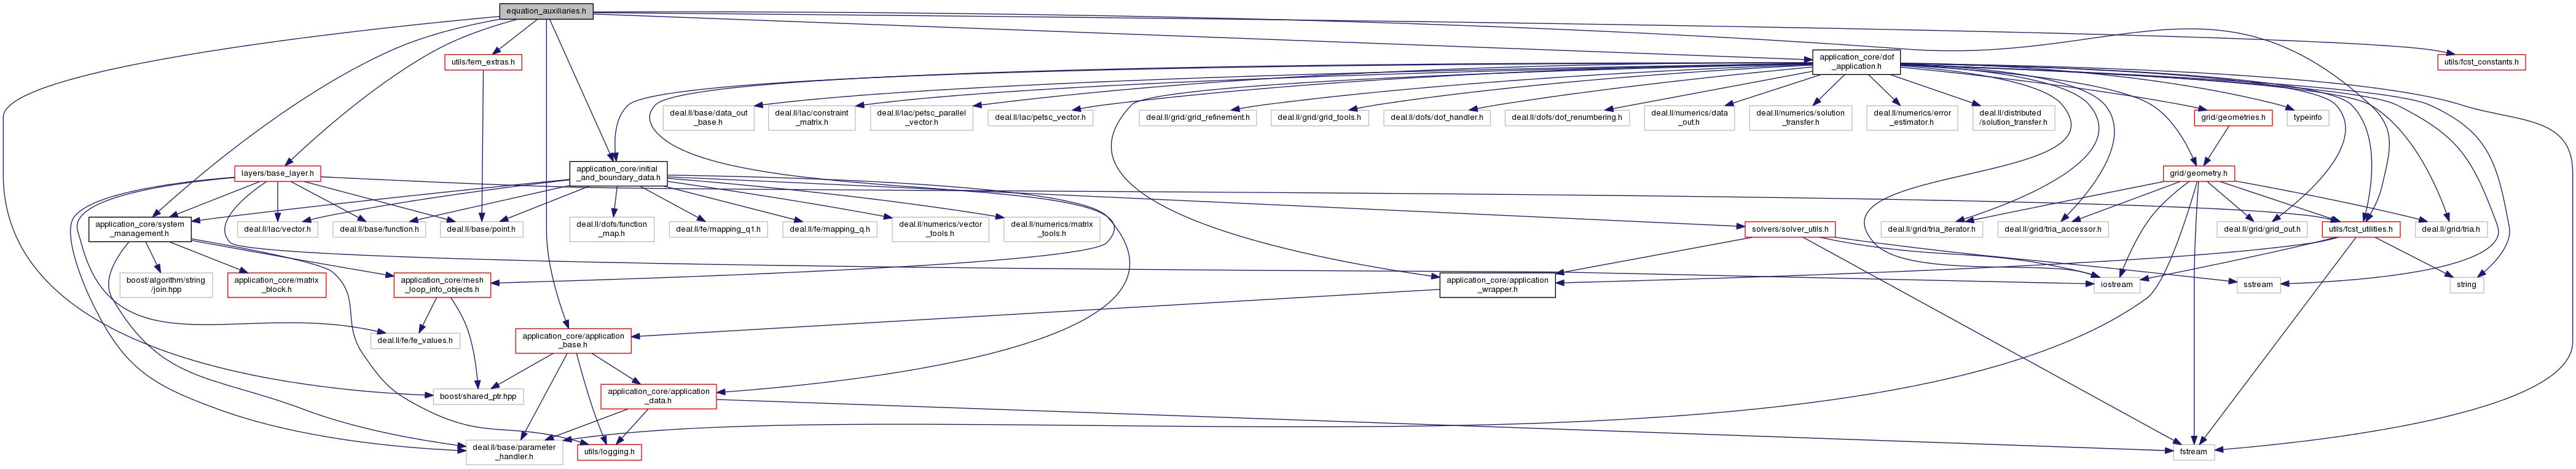 equation_auxiliaries.h
utils/fem_extras.h
application_core/dof
_application.h
utils/fcst_constants.h
deal.II/base/data_out
_base.h
deal.II/lac/constraint
_matrix.h
deal.II/lac/petsc_parallel
_vector.h
deal.II/lac/petsc_vector.h
deal.II/grid/grid_refinement.h
deal.II/grid/grid_tools.h
deal.II/dofs/dof_handler.h
deal.II/dofs/dof_renumbering.h
deal.II/numerics/data
_out.h
deal.II/numerics/solution
_transfer.h
deal.II/numerics/error
_estimator.h
deal.II/distributed
/solution_transfer.h
grid/geometries.h
typeinfo
layers/base_layer.h
application_core/initial
_and_boundary_data.h
grid/geometry.h
application_core/system
_management.h
deal.II/lac/vector.h
deal.II/base/function.h
deal.II/base/point.h
deal.II/dofs/function
_map.h
deal.II/fe/mapping_q1.h
deal.II/fe/mapping_q.h
deal.II/numerics/vector
_tools.h
deal.II/numerics/matrix
_tools.h
solvers/solver_utils.h
deal.II/grid/tria_iterator.h
deal.II/grid/tria_accessor.h
deal.II/grid/grid_out.h
utils/fcst_utilities.h
deal.II/grid/tria.h
boost/algorithm/string
/join.hpp
application_core/matrix
_block.h
application_core/mesh
_loop_info_objects.h
application_core/application
_wrapper.h
iostream
sstream
string
deal.II/fe/fe_values.h
application_core/application
_base.h
boost/shared_ptr.hpp
application_core/application
_data.h
deal.II/base/parameter
_handler.h
utils/logging.h
fstream